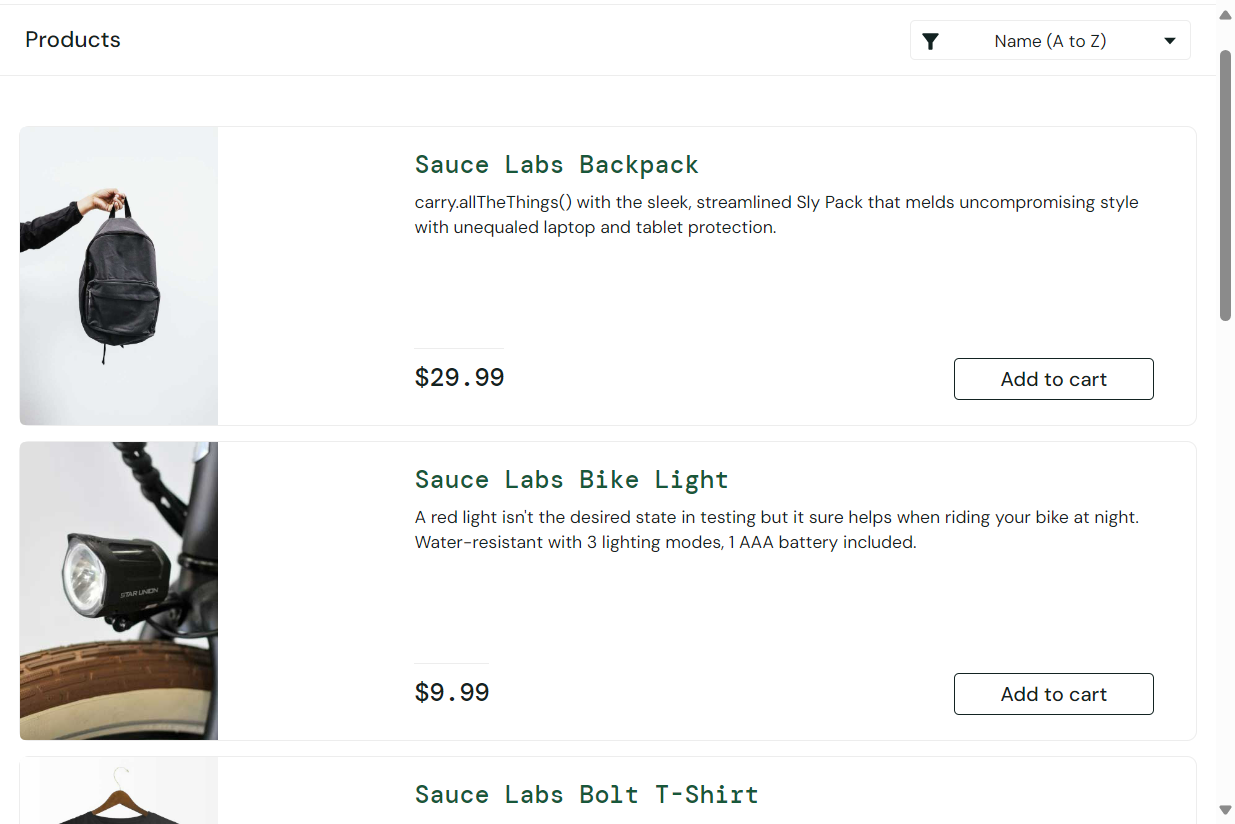 Products
Name (A to Z)
Sauce Labs Backpack
carry.allTheThings() with the sleek, streamlined Sly Pack that melds uncompromising style
with unequaled laptop and tablet protection.
$29.99
Add to cart
Sauce Labs Bike Light
A red light isn't the desired state in testing but it sure helps when riding your bike at night.
Water-resistant with 3 lighting modes, 1 AAA battery included.
STAR UNION
$9.99
Add to cart
Sauce Labs Bolt T-Shirt